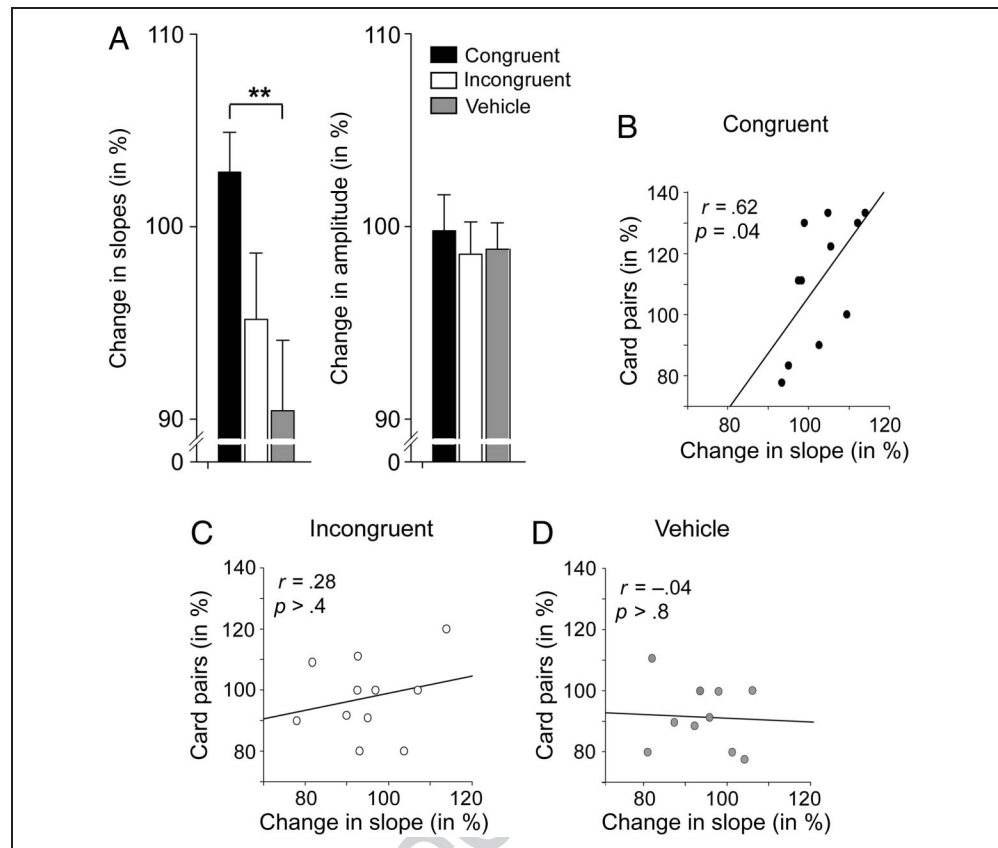 A
110
100
90
0
Change in slopes (in %)
**
110
100
90
0
Change in amplitude (in %)
Congruent
Incongruent
Vehicle
B
Congruent
r = .62
p = .04
140
120
100
80
Card pairs (in %)
80 100 120
Change in slope (in %)
C
Incongruent
r = .28
p > .4
140
120
100
80
Card pairs (in %)
80 100 120
Change in slope (in %)
D
Vehicle
r = –.04
p > .8
140
120
100
80
Card pairs (in %)
80 100 120
Change in slope (in %)